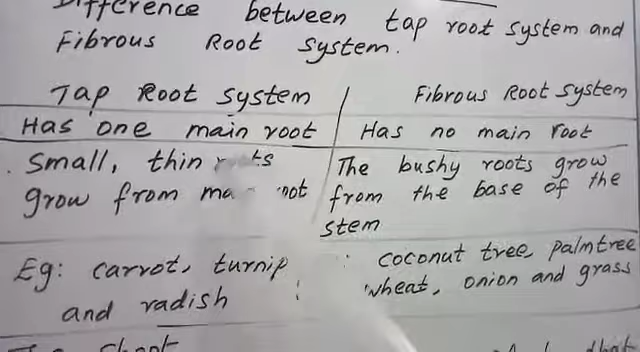 Difference between tap root system and
Fibrous Root System.
Tap Root System
Fibrous Root System
Has one main root
Has no main root
Small, thin
grow from
The bushy roots grow
from the base of the
stem
Eg: carrot, turnip
and radish
coconut tree, palmtree
wheat, onion and grass